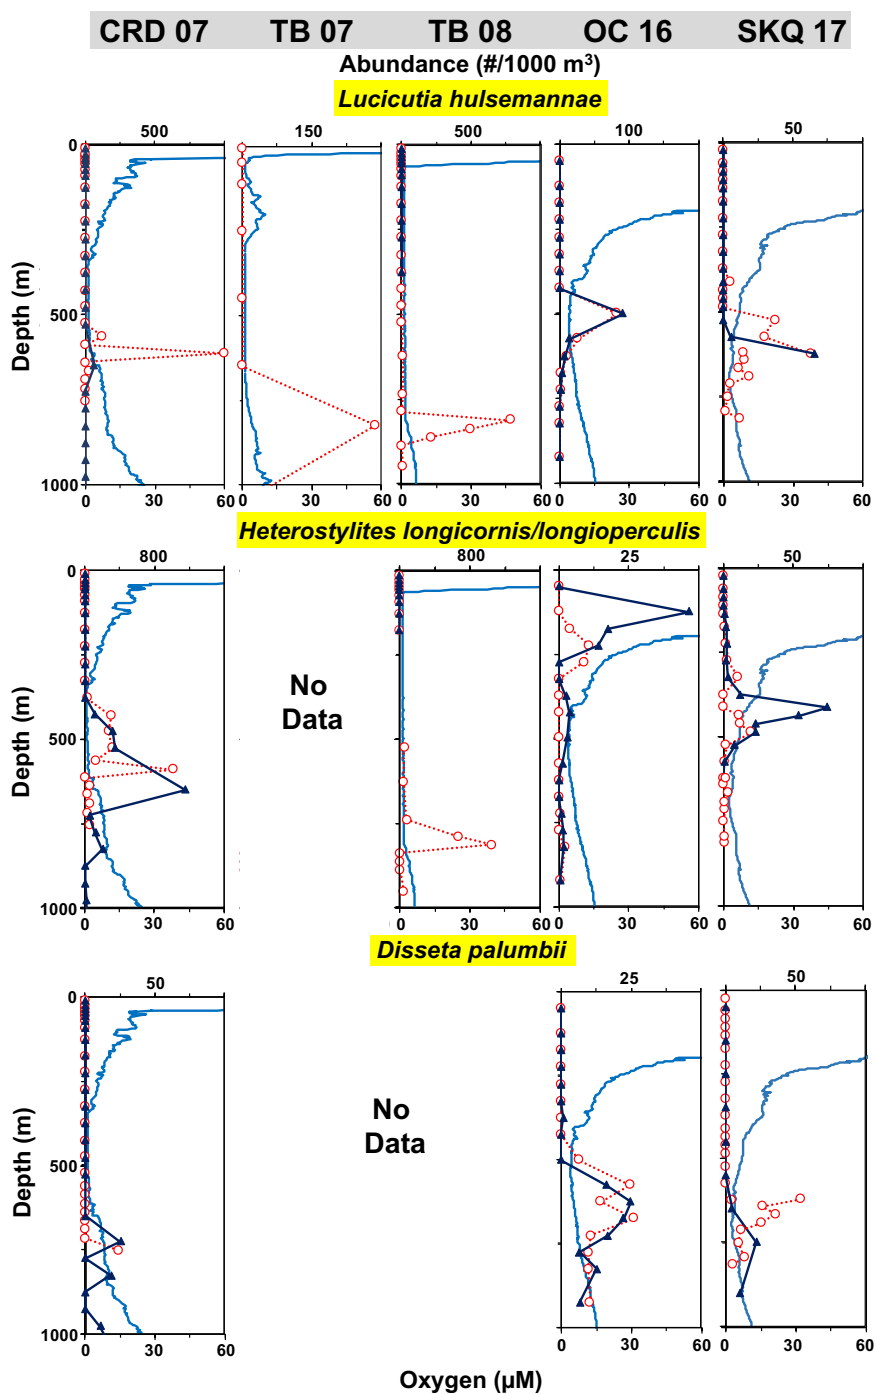 CRD 07 TB 07 TB 08 OC 16 SKQ 17
Abundance (#/1000 m³)
Lucicutia hulsemannae
500 150 500 100 50
0
500
1000
Depth (m)
0 30 60 0 30 60 0 30 60 0 30 60 0 30 60
Heterostylites longicornis/longioperculis
800 800 25 50
0
500
1000
Depth (m)
No
Data
0 30 60 0 30 60 0 30 60 0 30 60
Disseta palumbii
50 25 50
0
500
1000
Depth (m)
No
Data
0 30 60 0 30 60 0 30 60
Oxygen (µM)